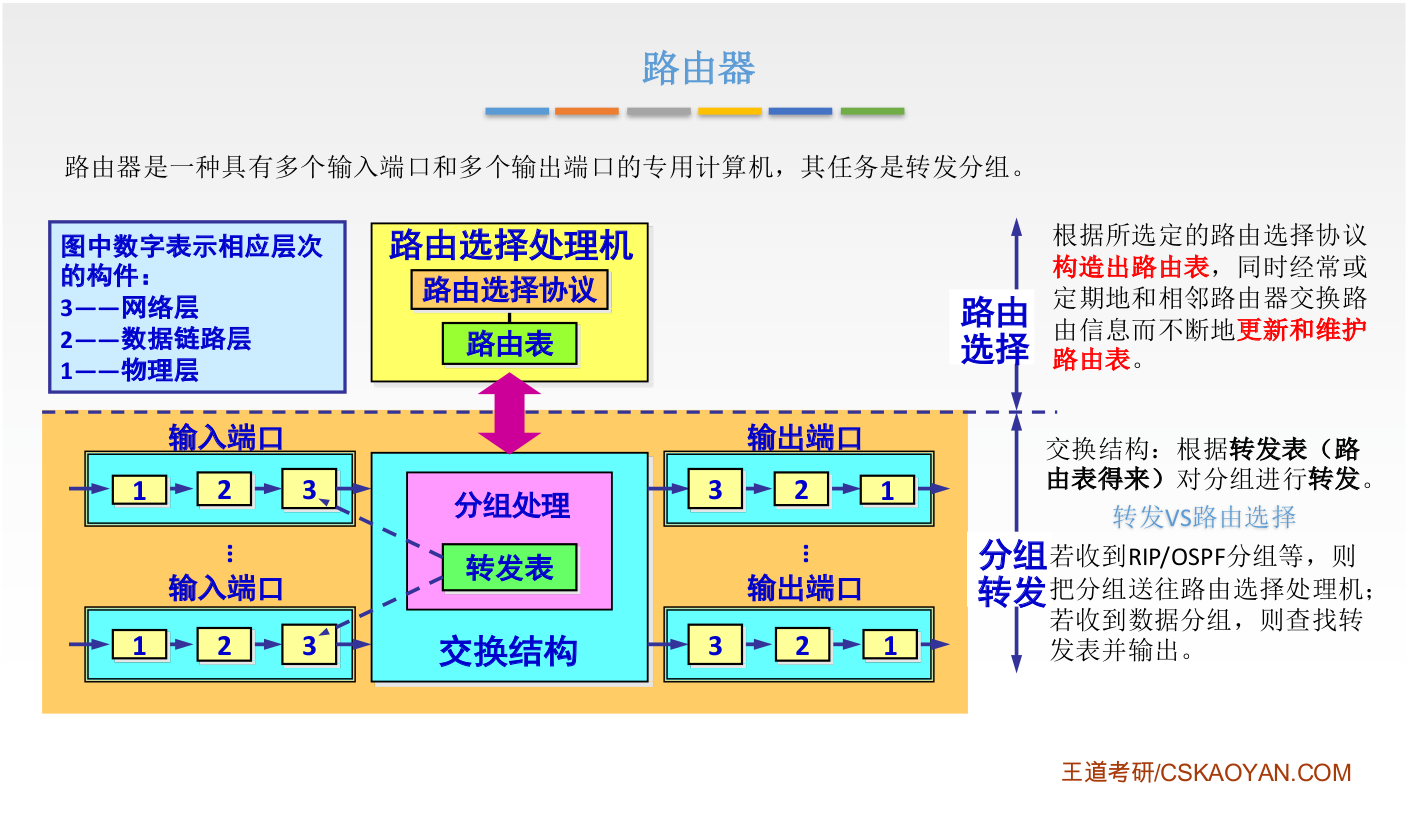 路由器
路由器是一种具有多个输入端口和多个输出端口的专用计算机，其任务是转发分组。
图中数字表示相应层次
的构件：
3——网络层
2——数据链路层
1——物理层
路由选择处理机
路由选择协议
路由表
路由
选择
根据所选定的路由选择协议
构造出路由表，同时经常或
定期地和相邻路由器交换路
由信息而不断地更新和维护
路由表。
输入端口
1
2
3
…
输入端口
1
2
3
分组处理
转发表
交换结构
输出端口
3
2
1
…
输出端口
3
2
1
分组
转发
交换结构：根据转发表（路
由表得来）对分组进行转发。
转发VS路由选择
若收到RIP/OSPF分组等，则
把分组送往路由选择处理机；
若收到数据分组，则查找转
发表并输出。
王道考研/CSKAOYAN.COM